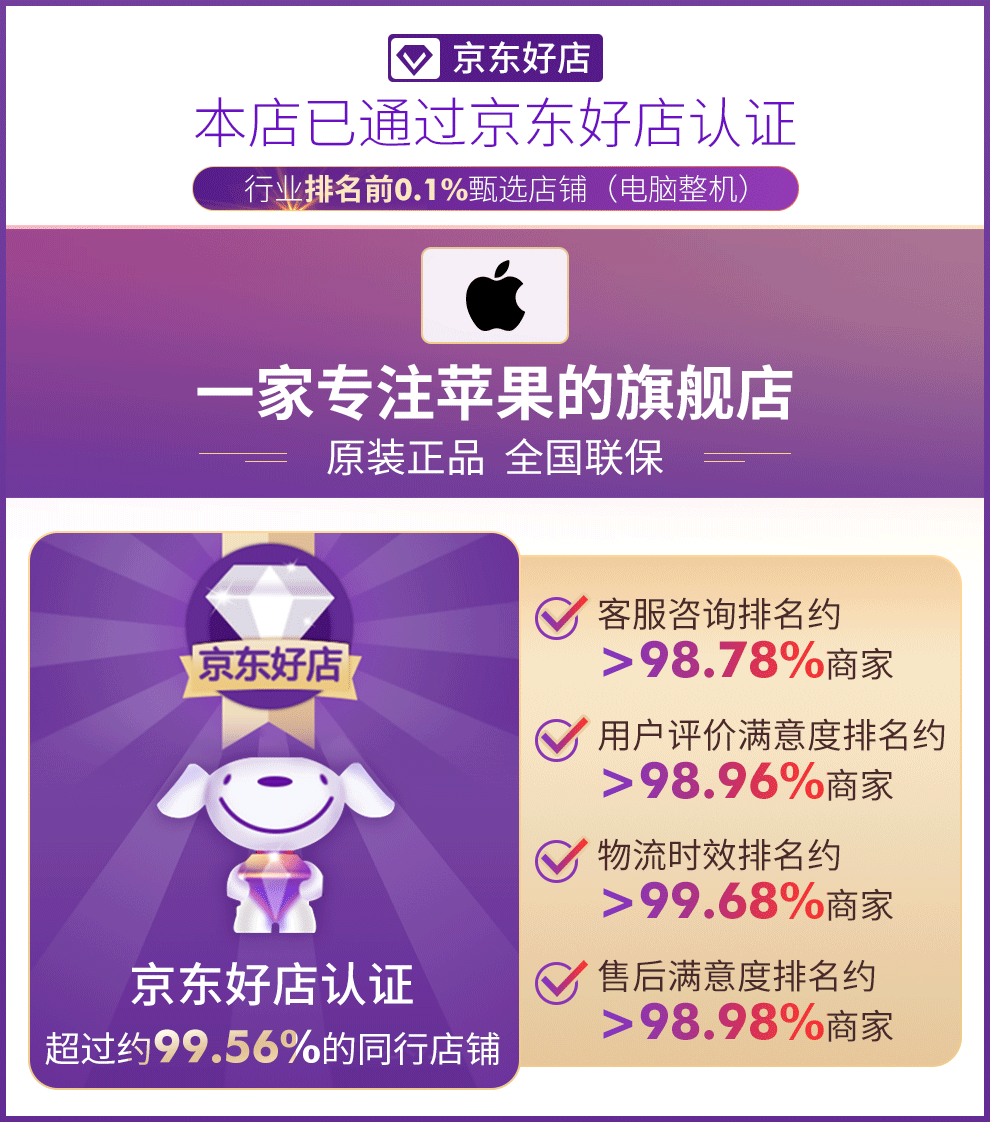 京东好店
本店已通过京东好店认证
行业排名前0.1%甄选店铺（电脑整机）
一家专注苹果的旗舰店
原装正品 全国联保
京东好店
京东好店认证
超过约99.56%的同行店铺
客服咨询排名约
>98.78%商家
用户评价满意度排名约
>98.96%商家
物流时效排名约
>99.68%商家
售后满意度排名约
>98.98%商家